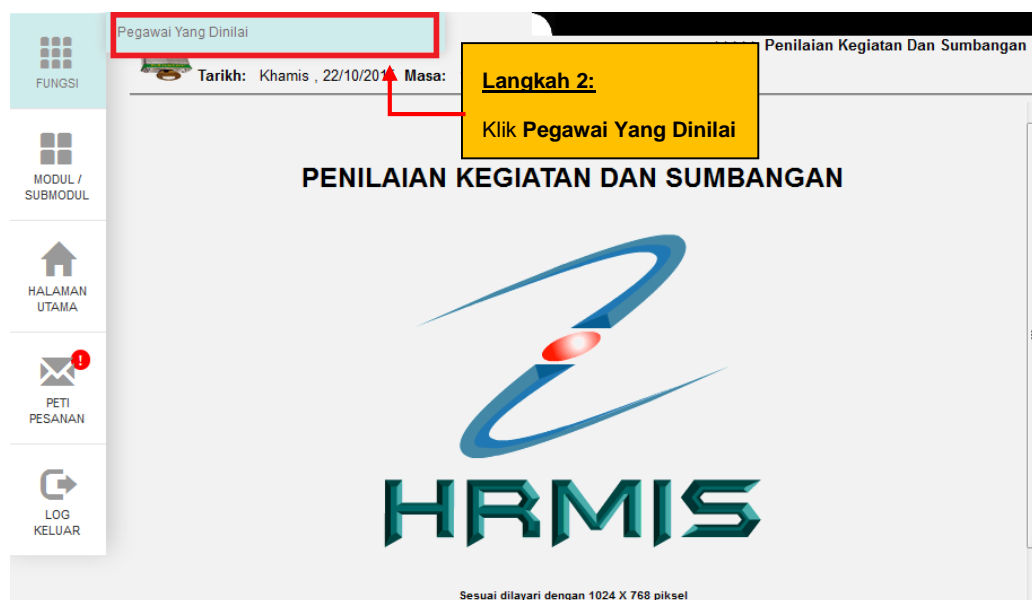 Pegawai Yang Dinilai
Penilaian Kegiatan Dan Sumbangan
Tarikh: Khamis , 22/10/201 Masa:
Langkah 2:
Klik Pegawai Yang Dinilai
FUNGSI
MODUL /
SUBMODUL
HALAMAN
UTAMA
!
PETI
PESANAN
LOG
KELUAR
PENILAIAN KEGIATAN DAN SUMBANGAN
HRMIS
Sesuai dilayari dengan 1024 X 768 piksel